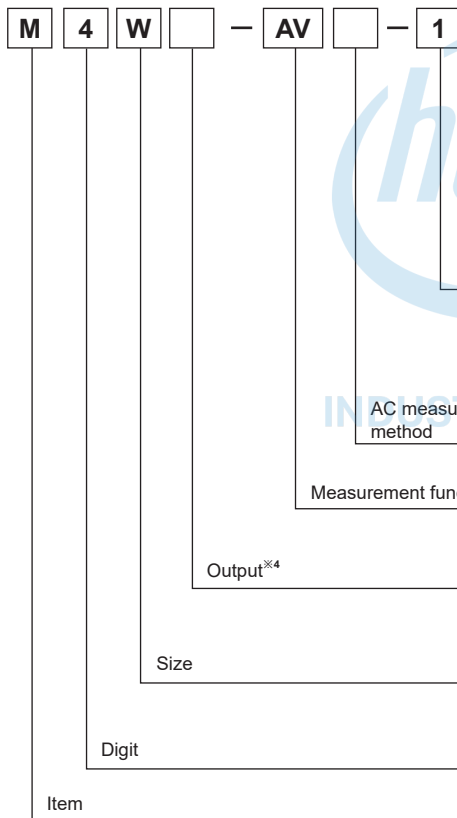 M 4 W — AV — 1
AC measu
method
Measurement fun
Output※4
Size
Digit
Item